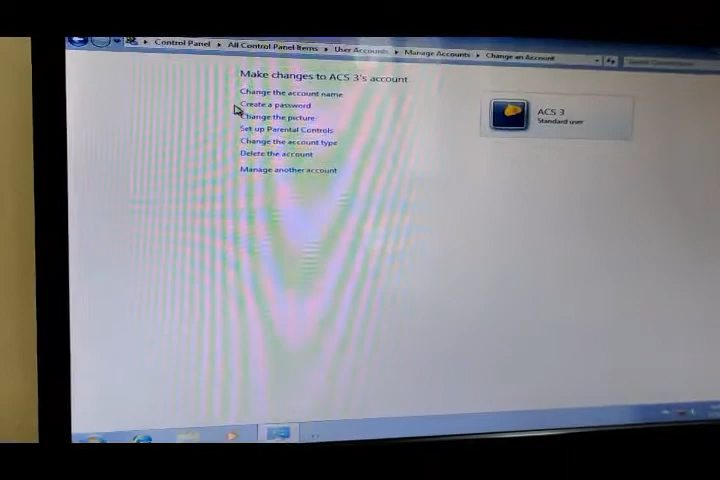 Control Panel ▸ All Control Panel Items ▸ User Accounts ▸ Manage Accounts ▸ Change an Account
Make changes to ACS 3's account
Change the account name
Create a password
Change the picture
Set up Parental Controls
Change the account type
Delete the account
Manage another account
ACS 3
Standard user